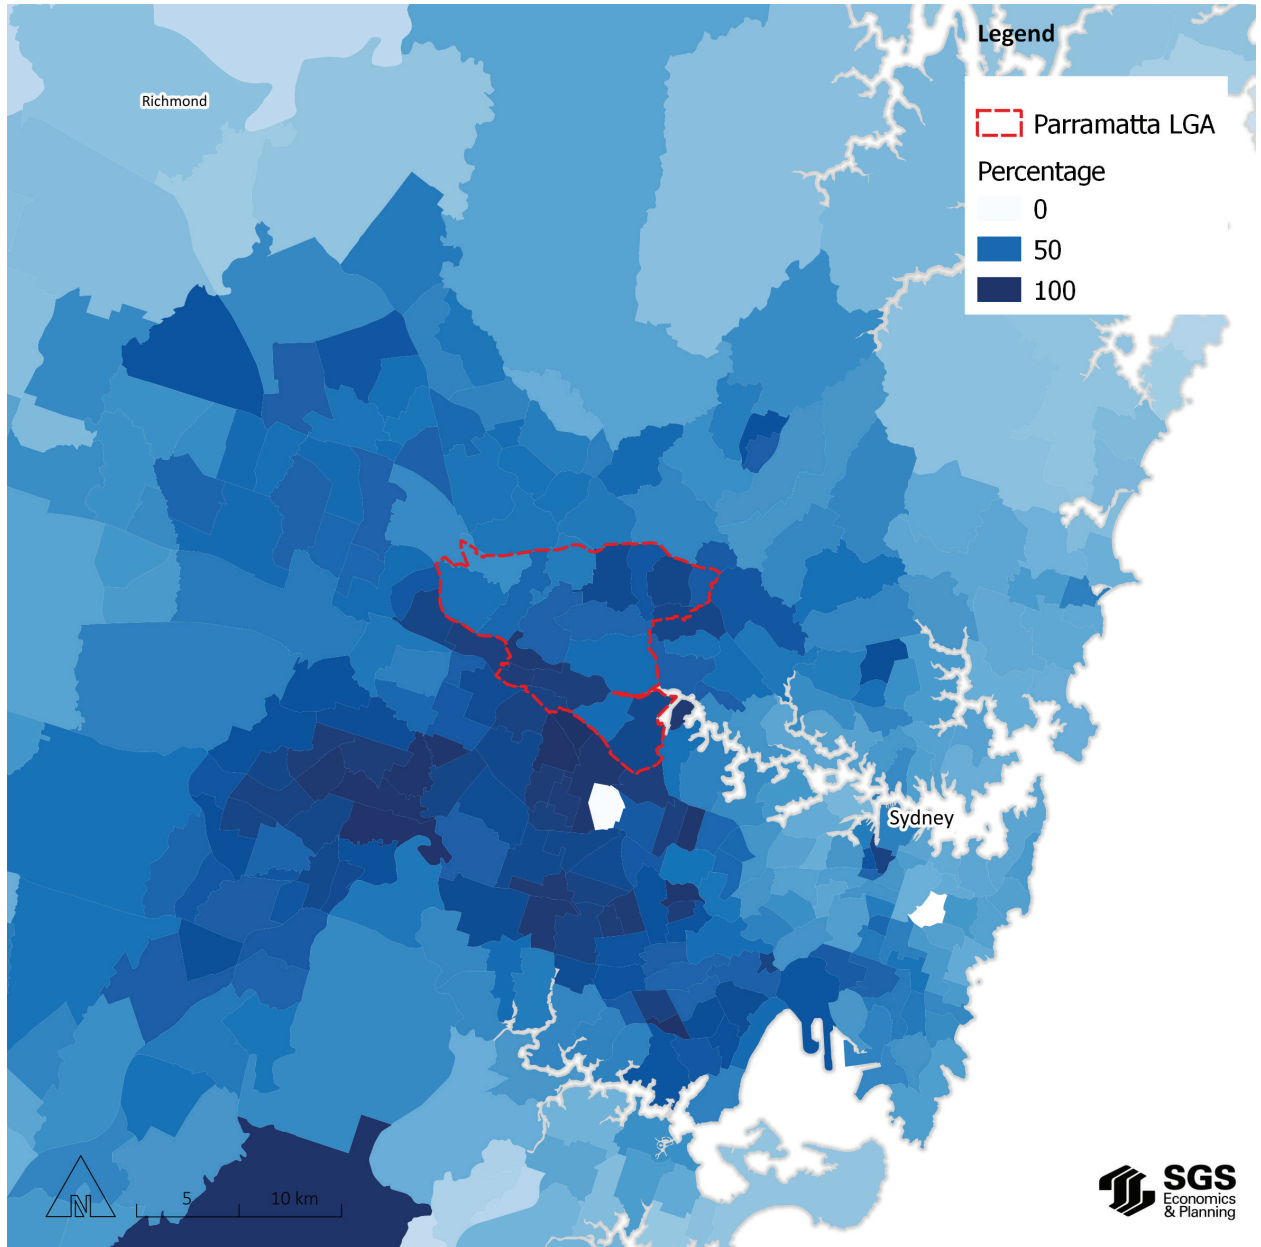 Legend
Richmond
Parramatta LGA
Percentage
0
50
100
Sydney
N
5
10 km
SGS
Economics
& Planning